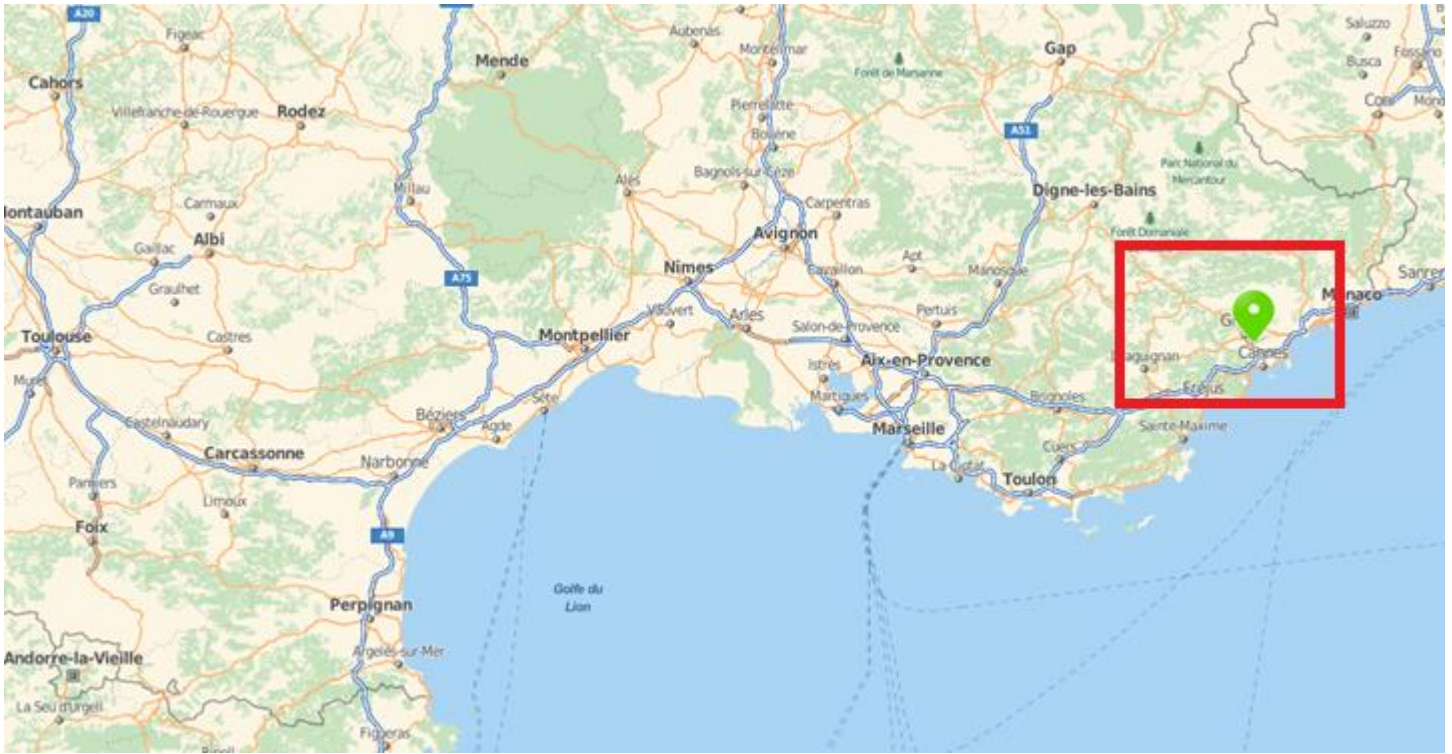 A20
Figeac
Mende
Aubenas
Montélimar
Forêt de Marsanne
Gap
Saluzzo
Fossano
Busca
Cahors
Villefranche-de-Rouergue
Rodez
Pierrelatte
Bollène
A51
Parc National du
Mercantour
Millau
Alès
Bagnols-sur-Cèze
Digne-les-Bains
Montauban
Carmaux
Carpentras
Forêt Domaniale
Gaillac
Albi
Avignon
A75
Nîmes
Cavaillon
Apt
Manosque
Graulhet
Vauvert
Arles
Monaco
Toulouse
Castres
Montpellier
Salon-de-Provence
Pertuis
Muret
Istres
Aix-en-Provence
Draguignan
Cannes
Sète
Martigues
Brignoles
Fréjus
Castelnaudary
Béziers
Agde
Marseille
Sainte-Maxime
Carcassonne
Narbonne
Cuers
La Ciotat
Toulon
Pamiers
Limoux
Foix
A9
Golfe du
Lion
Perpignan
Andorre-la-Vieille
Argelès-sur-Mer
La Seu d'Urgell
Figueras